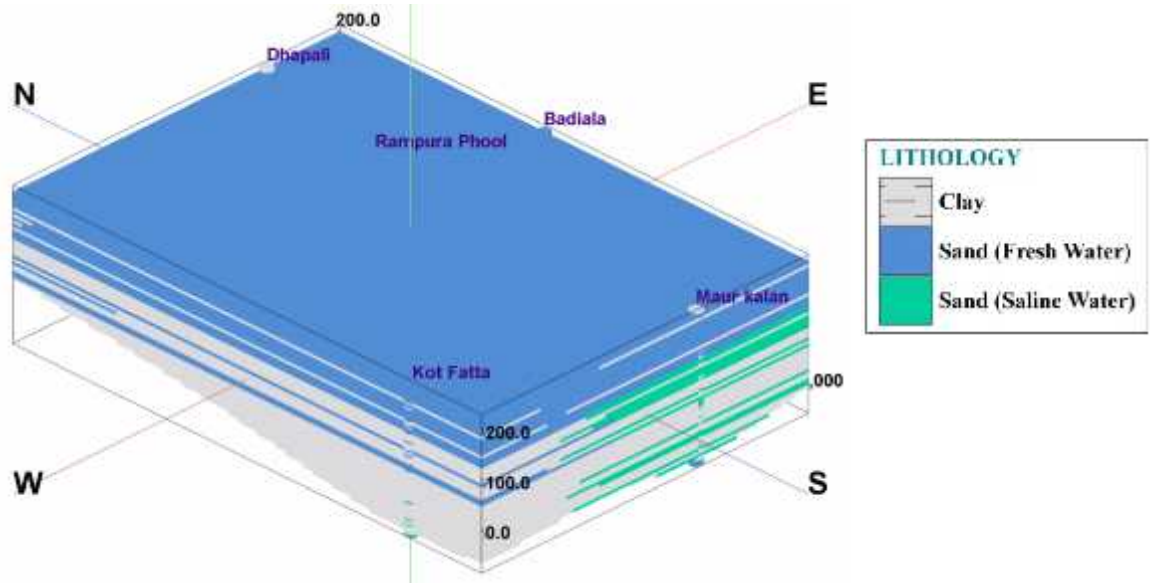 200.0
Dhapali
N
E
Badiala
Rampura Phool
LITHOLOGY
Clay
Sand (Fresh Water)
Sand (Saline Water)
Maur kalan
Kot Fatta
,000
200.0
100.0
W
S
0.0